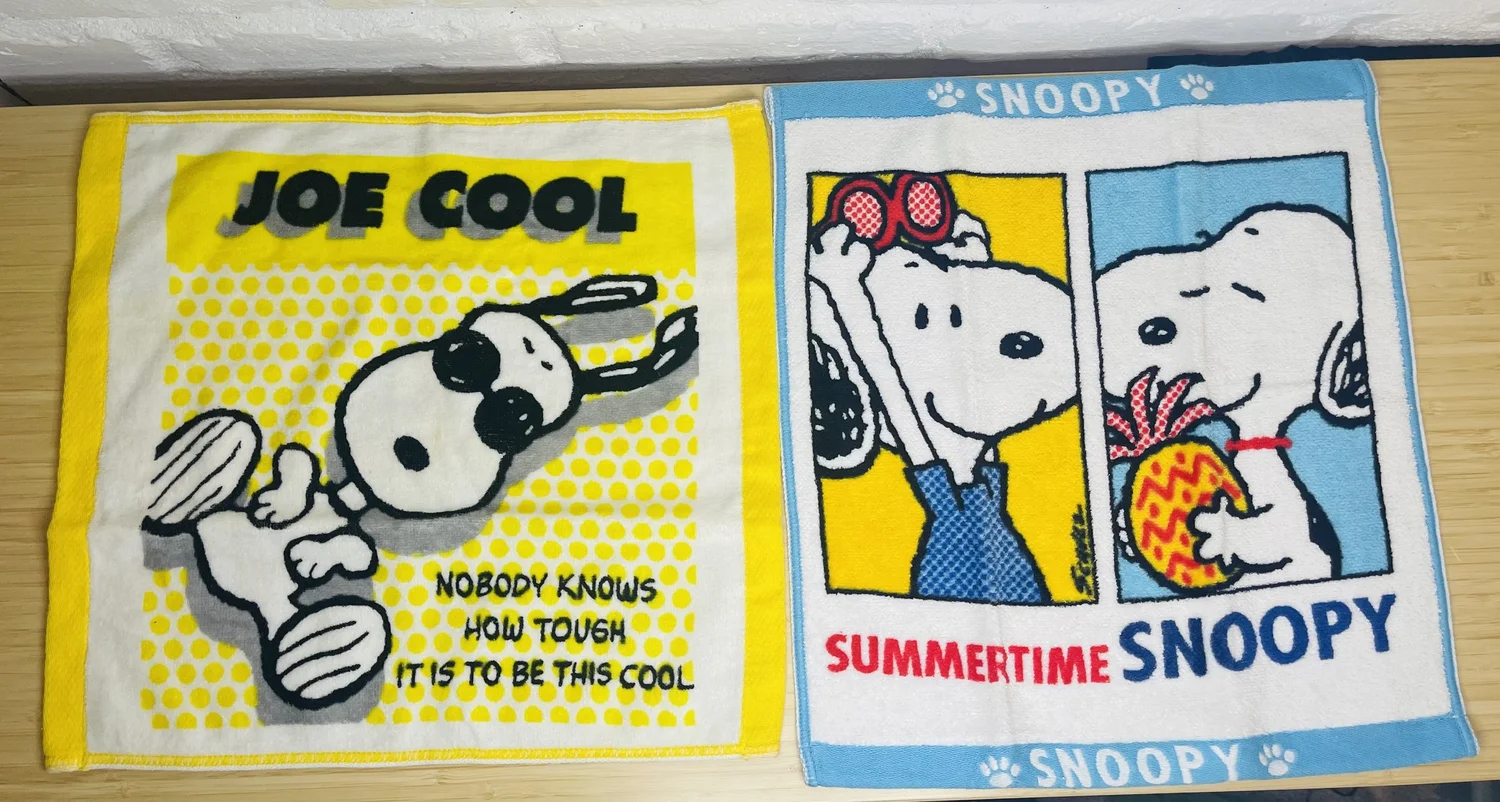 JOE COOL
NOBODY KNOWS
HOW TOUGH
IT IS TO BE THIS COOL
SNOOPY
SUMMERTIME SNOOPY
SNOOPY